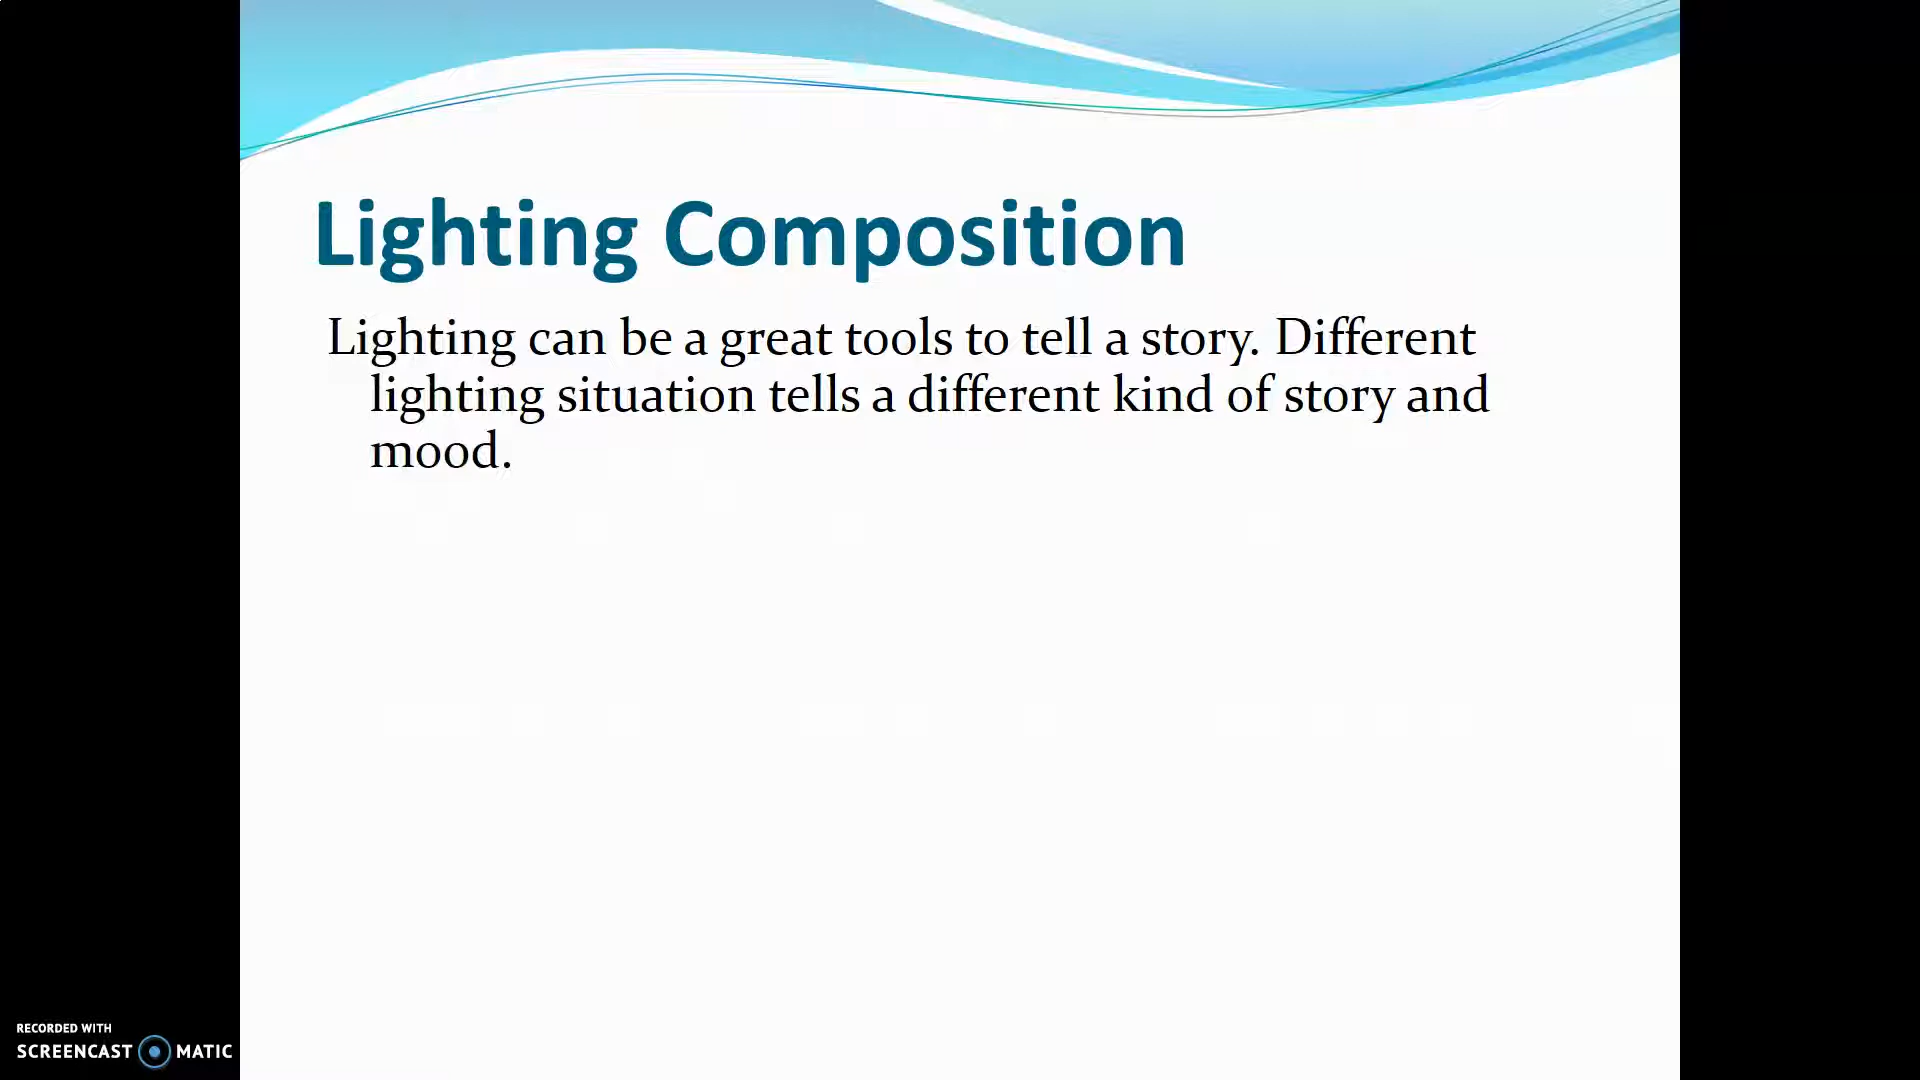 Lighting Composition
Lighting can be a great tools to tell a story. Different
lighting situation tells a different kind of story and
mood.
RECORDED WITH
SCREENCAST MATIC